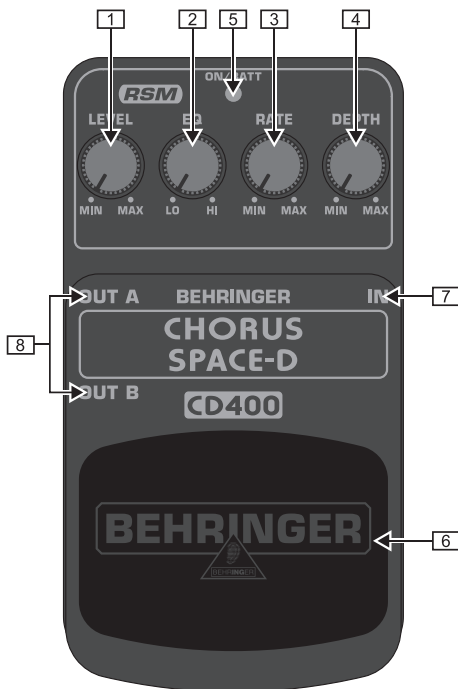 1 2 5 3 4
ON/BATT
RSM
LEVEL EQ RATE DEPTH
MIN MAX LO HI MIN MAX MIN MAX
OUT A BEHRINGER IN
7
8
CHORUS
SPACE-D
OUT B
CD400
BEHRINGER
6
BEHRINGER